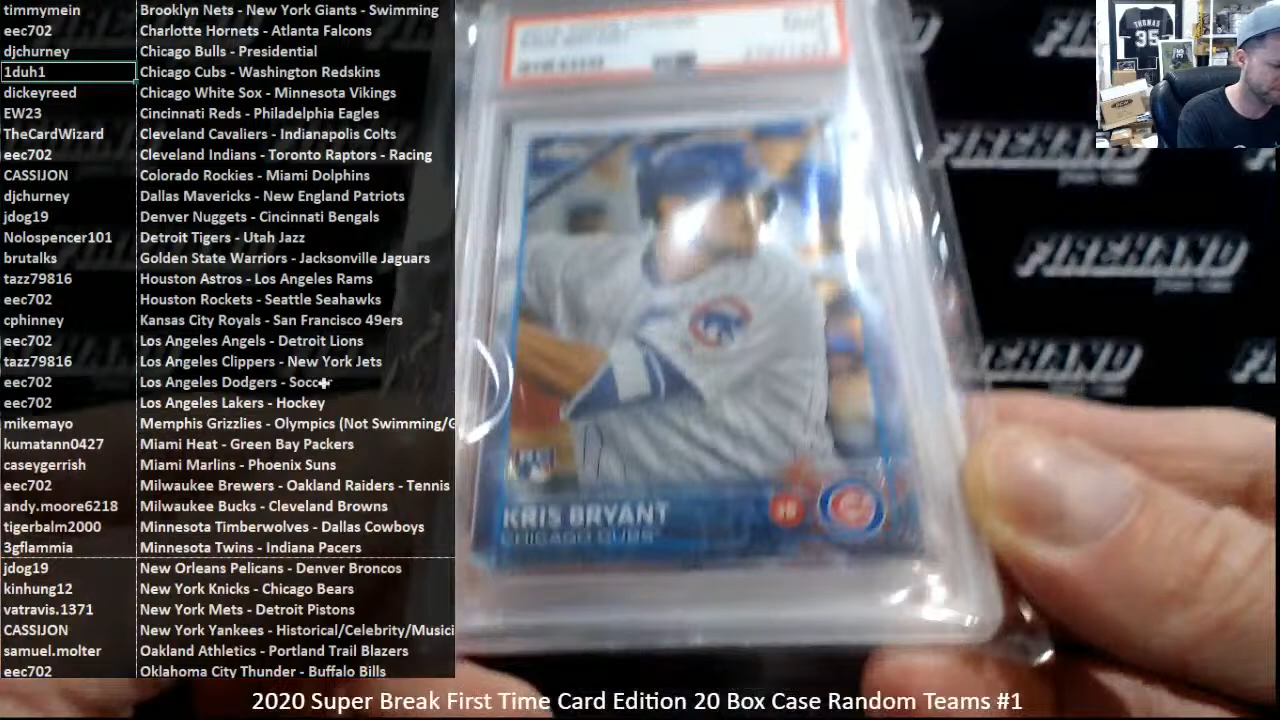 timmymein Brooklyn Nets - New York Giants - Swimming
eec702 Charlotte Hornets - Atlanta Falcons
djchurney Chicago Bulls - Presidential
1duh1 Chicago Cubs - Washington Redskins
dickeyreed Chicago White Sox - Minnesota Vikings
EW23 Cincinnati Reds - Philadelphia Eagles
TheCardWizard Cleveland Cavaliers - Indianapolis Colts
eec702 Cleveland Indians - Toronto Raptors - Racing
CASSIJON Colorado Rockies - Miami Dolphins
djchurney Dallas Mavericks - New England Patriots
jdog19 Denver Nuggets - Cincinnati Bengals
Nolospencer101 Detroit Tigers - Utah Jazz
brutalks Golden State Warriors - Jacksonville Jaguars
tazz79816 Houston Astros - Los Angeles Rams
eec702 Houston Rockets - Seattle Seahawks
cphinney Kansas City Royals - San Francisco 49ers
eec702 Los Angeles Angels - Detroit Lions
tazz79816 Los Angeles Clippers - New York Jets
eec702 Los Angeles Dodgers - Soccer
eec702 Los Angeles Lakers - Hockey
mikemayo Memphis Grizzlies - Olympics (Not Swimming/G
kumatann0427 Miami Heat - Green Bay Packers
caseygerrish Miami Marlins - Phoenix Suns
eec702 Milwaukee Brewers - Oakland Raiders - Tennis
andy.moore6218 Milwaukee Bucks - Cleveland Browns
tigerbalm2000 Minnesota Timberwolves - Dallas Cowboys
3gflammia Minnesota Twins - Indiana Pacers
jdog19 New Orleans Pelicans - Denver Broncos
kinhung12 New York Knicks - Chicago Bears
vatravis.1371 New York Mets - Detroit Pistons
CASSIJON New York Yankees - Historical/Celebrity/Musici
samuel.molter Oakland Athletics - Portland Trail Blazers
eec702 Oklahoma City Thunder - Buffalo Bills
KRIS BRYANT
CHICAGO CUBS
THOMAS
35
FIREHAND
FIREHAND
2020 Super Break First Time Card Edition 20 Box Case Random Teams #1